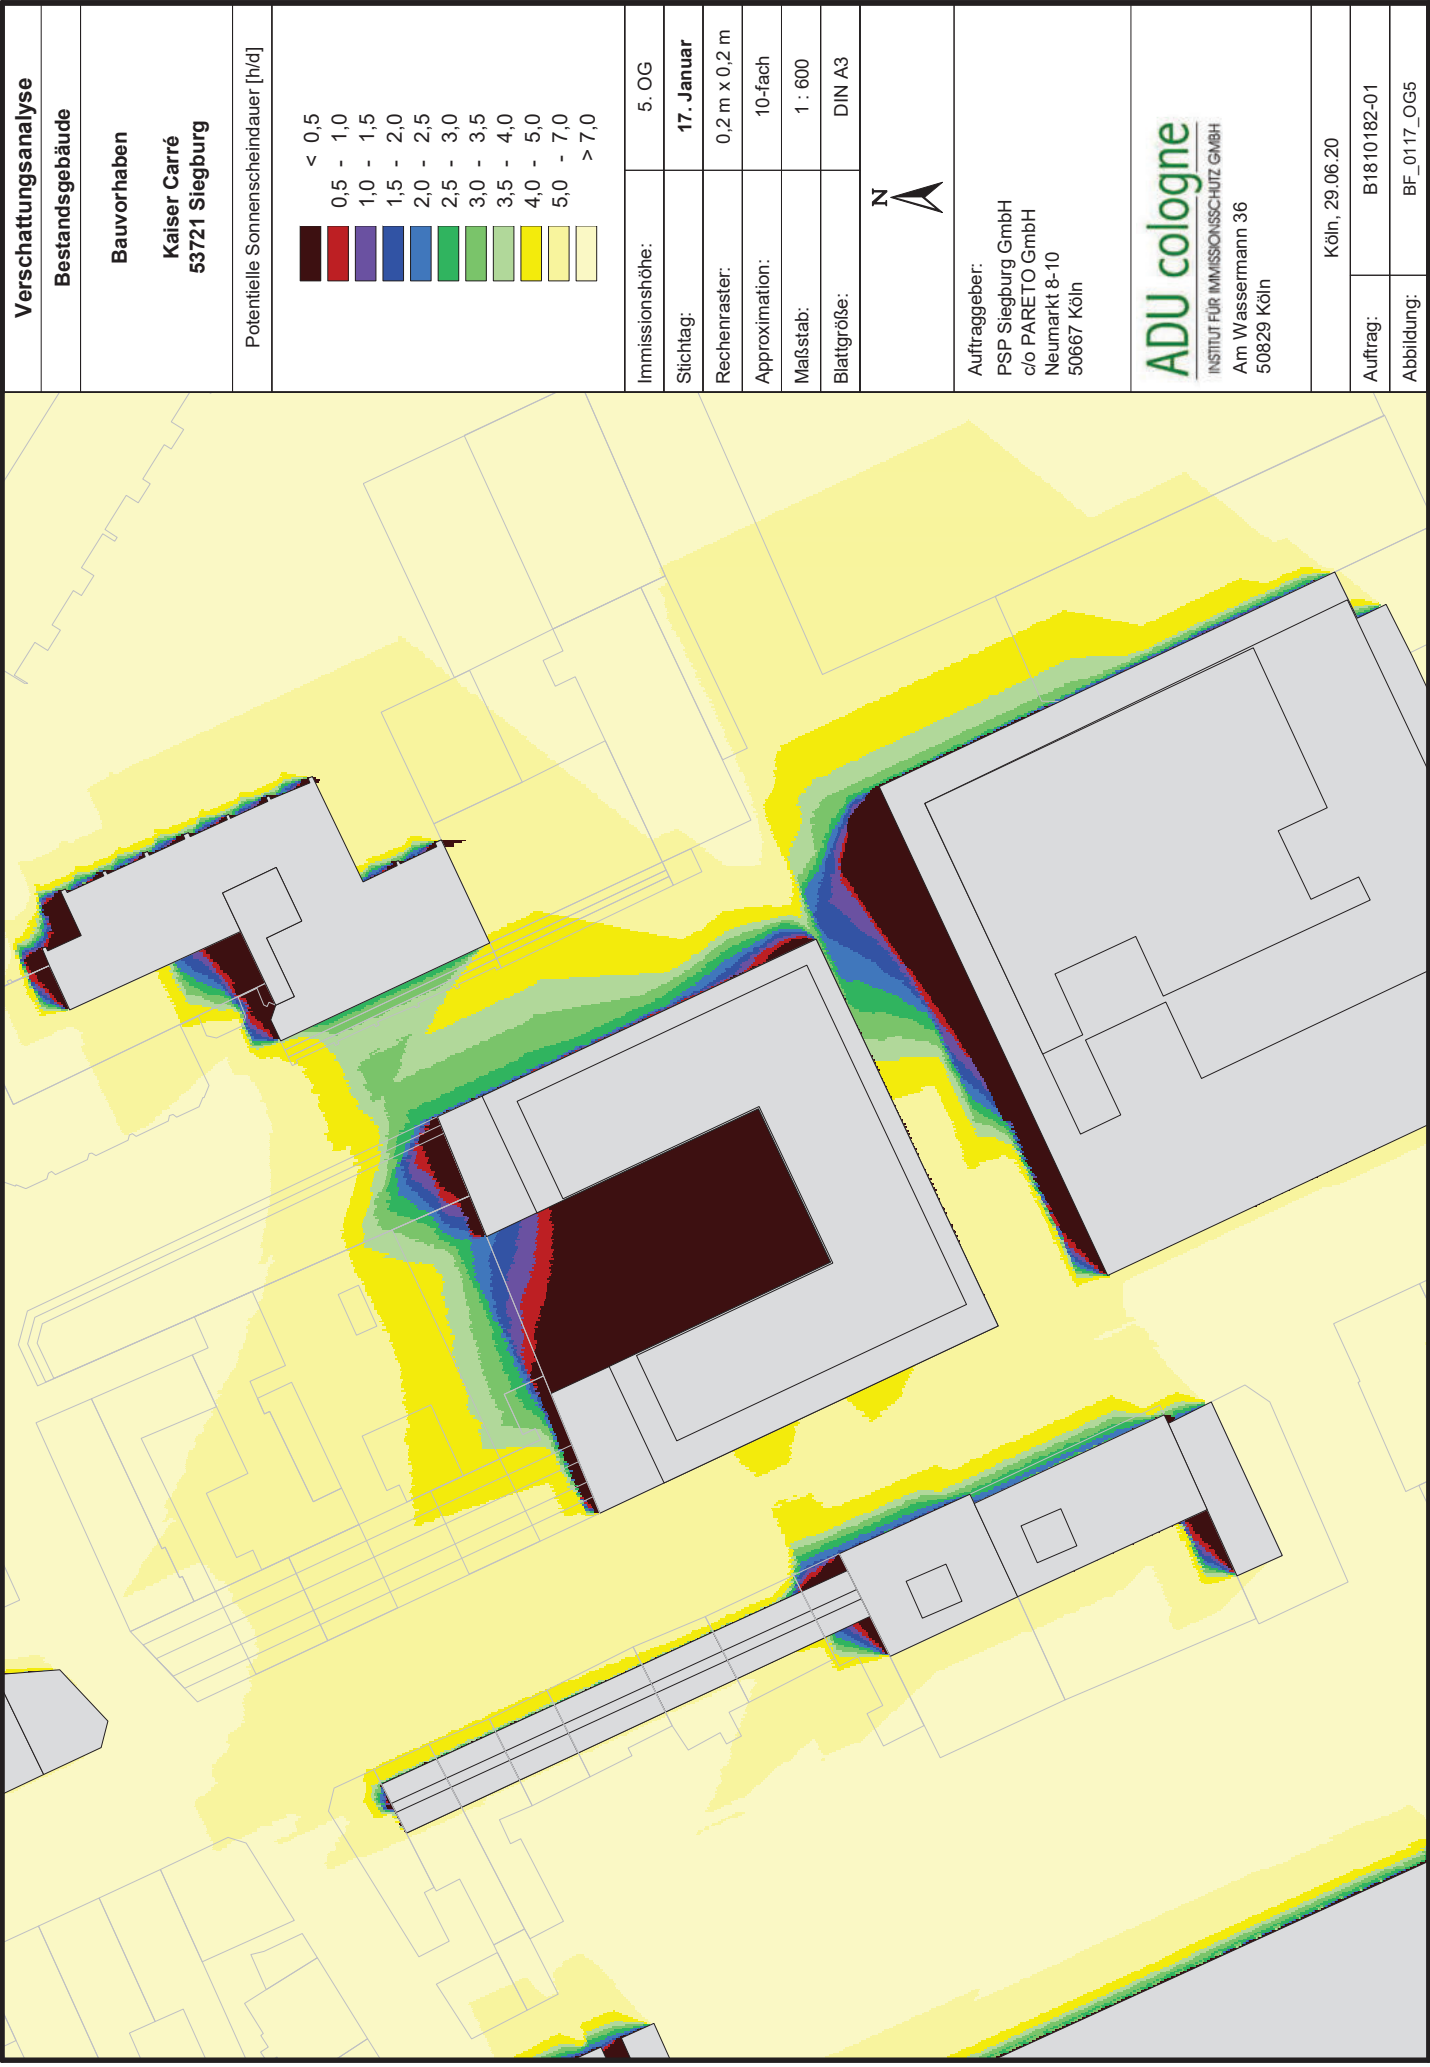 Verschattungsanalyse
Bestandsgebäude
Bauvorhaben
Kaiser Carré
53721 Siegburg
Potentielle Sonnenscheindauer [h/d]
< 0,5
0,5 - 1,0
1,0 - 1,5
1,5 - 2,0
2,0 - 2,5
2,5 - 3,0
3,0 - 3,5
3,5 - 4,0
4,0 - 5,0
5,0 - 7,0
> 7,0
Immissionshöhe: 5. OG
Stichtag: 17. Januar
Rechenraster: 0,2 m x 0,2 m
Approximation: 10-fach
Maßstab: 1 : 600
Blattgröße: DIN A3
N
Auftraggeber:
PSP Siegburg GmbH
c/o PARETO GmbH
Neumarkt 8-10
50667 Köln
ADU cologne
INSTITUT FÜR IMMISSIONSSCHUTZ GMBH
Am Wassermann 36
50829 Köln
Köln, 29.06.20
Auftrag: B1810182-01
Abbildung: BF_0117_OG5